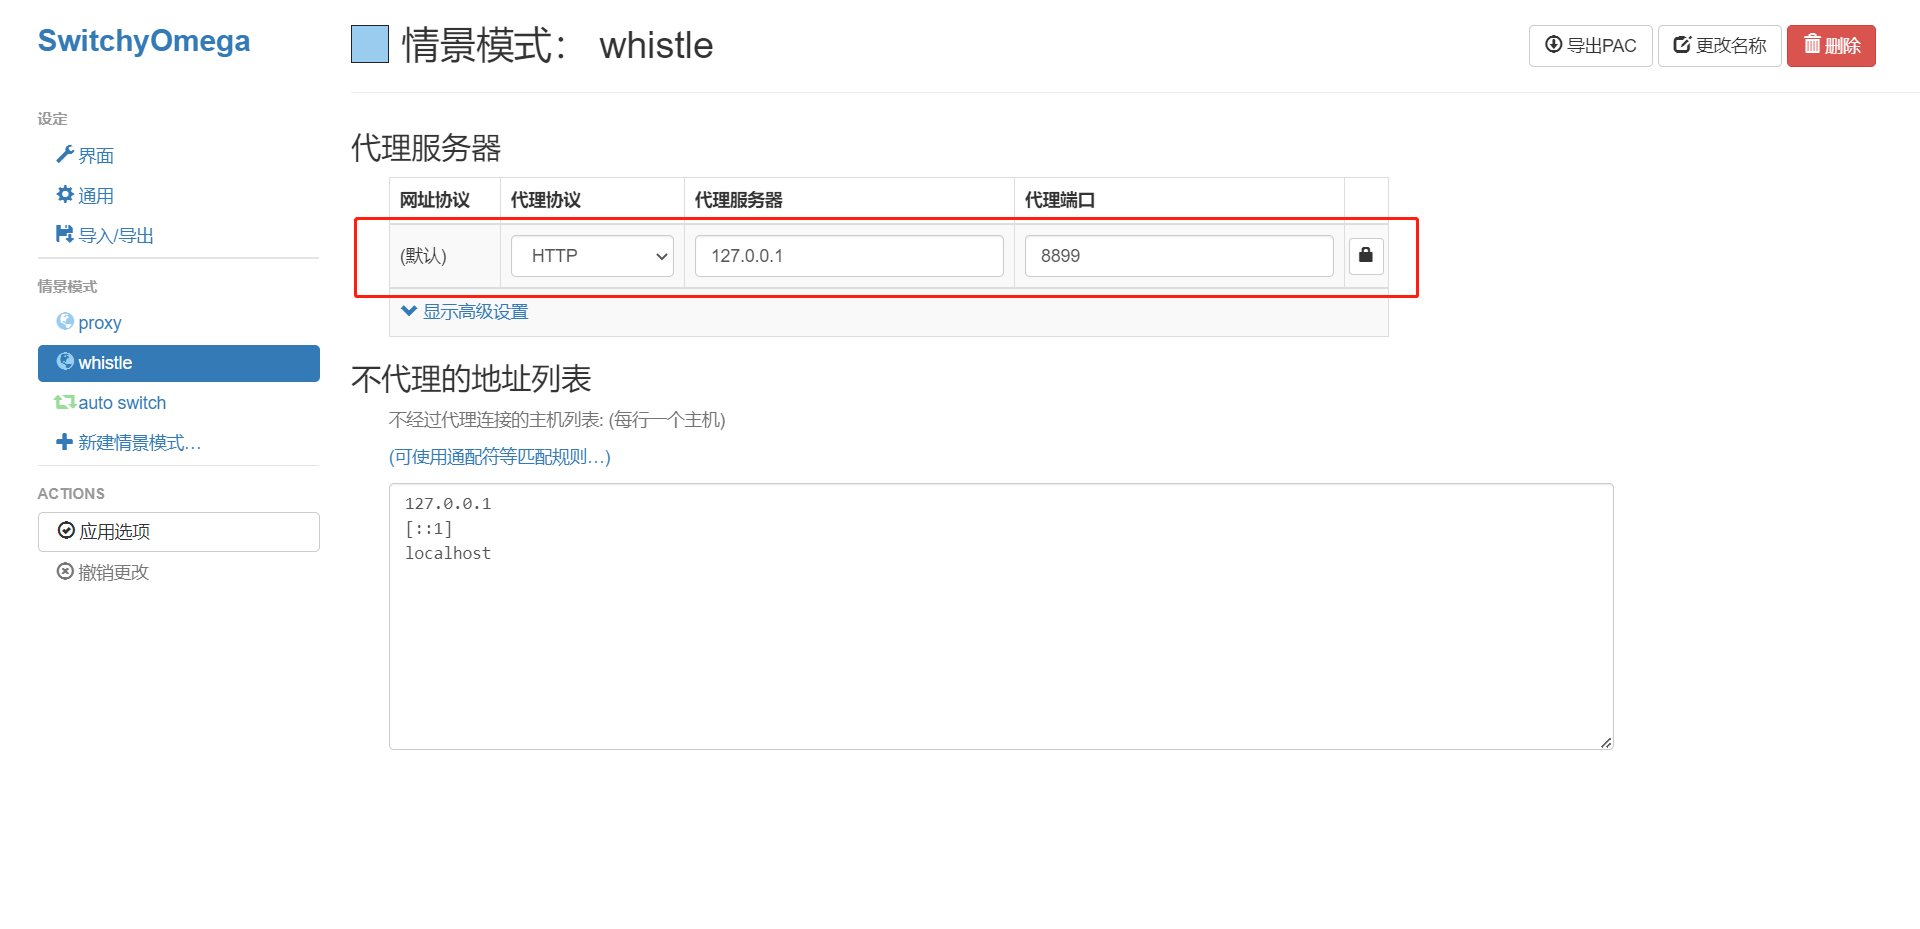 SwitchyOmega
设定
界面
通用
导入/导出
情景模式
proxy
whistle
auto switch
新建情景模式…
ACTIONS
应用选项
撤销更改
情景模式： whistle
导出PAC 更改名称 删除
代理服务器
网址协议 代理协议 代理服务器 代理端口
(默认) HTTP 127.0.0.1 8899
显示高级设置
不代理的地址列表
不经过代理连接的主机列表: (每行一个主机)
(可使用通配符等匹配规则…)
127.0.0.1
[::1]
localhost